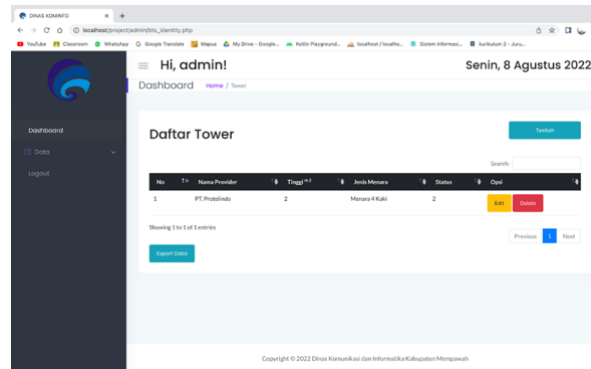 DINAS KOMINFO
localhost/project/admin/bts_identity.php
YouTube Classroom WhatsApp Google Translate Mapua My Drive - Google... Kotlin Playground... localhost / localho... Sistem Informasi... kurikulum 2 - Juru...
Hi, admin!
Senin, 8 Agustus 2022
Dashboard Home / Tower
Dashboard
Data
Logout
Daftar Tower
Tambah
Search:
No Nama Provider Tinggi m2 Jenis Menara Status Opsi
1 PT. Protelindo 2 Menara 4 Kaki 2 Edit Delete
Showing 1 to 1 of 1 entries
Previous 1 Next
Export Data
Copyright © 2022 Dinas Komunikasi dan Informatika Kabupaten Mempawah